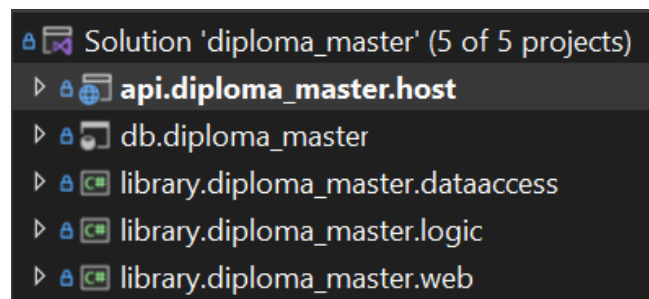 Solution 'diploma_master' (5 of 5 projects)
api.diploma_master.host
db.diploma_master
C# library.diploma_master.dataaccess
C# library.diploma_master.logic
C# library.diploma_master.web